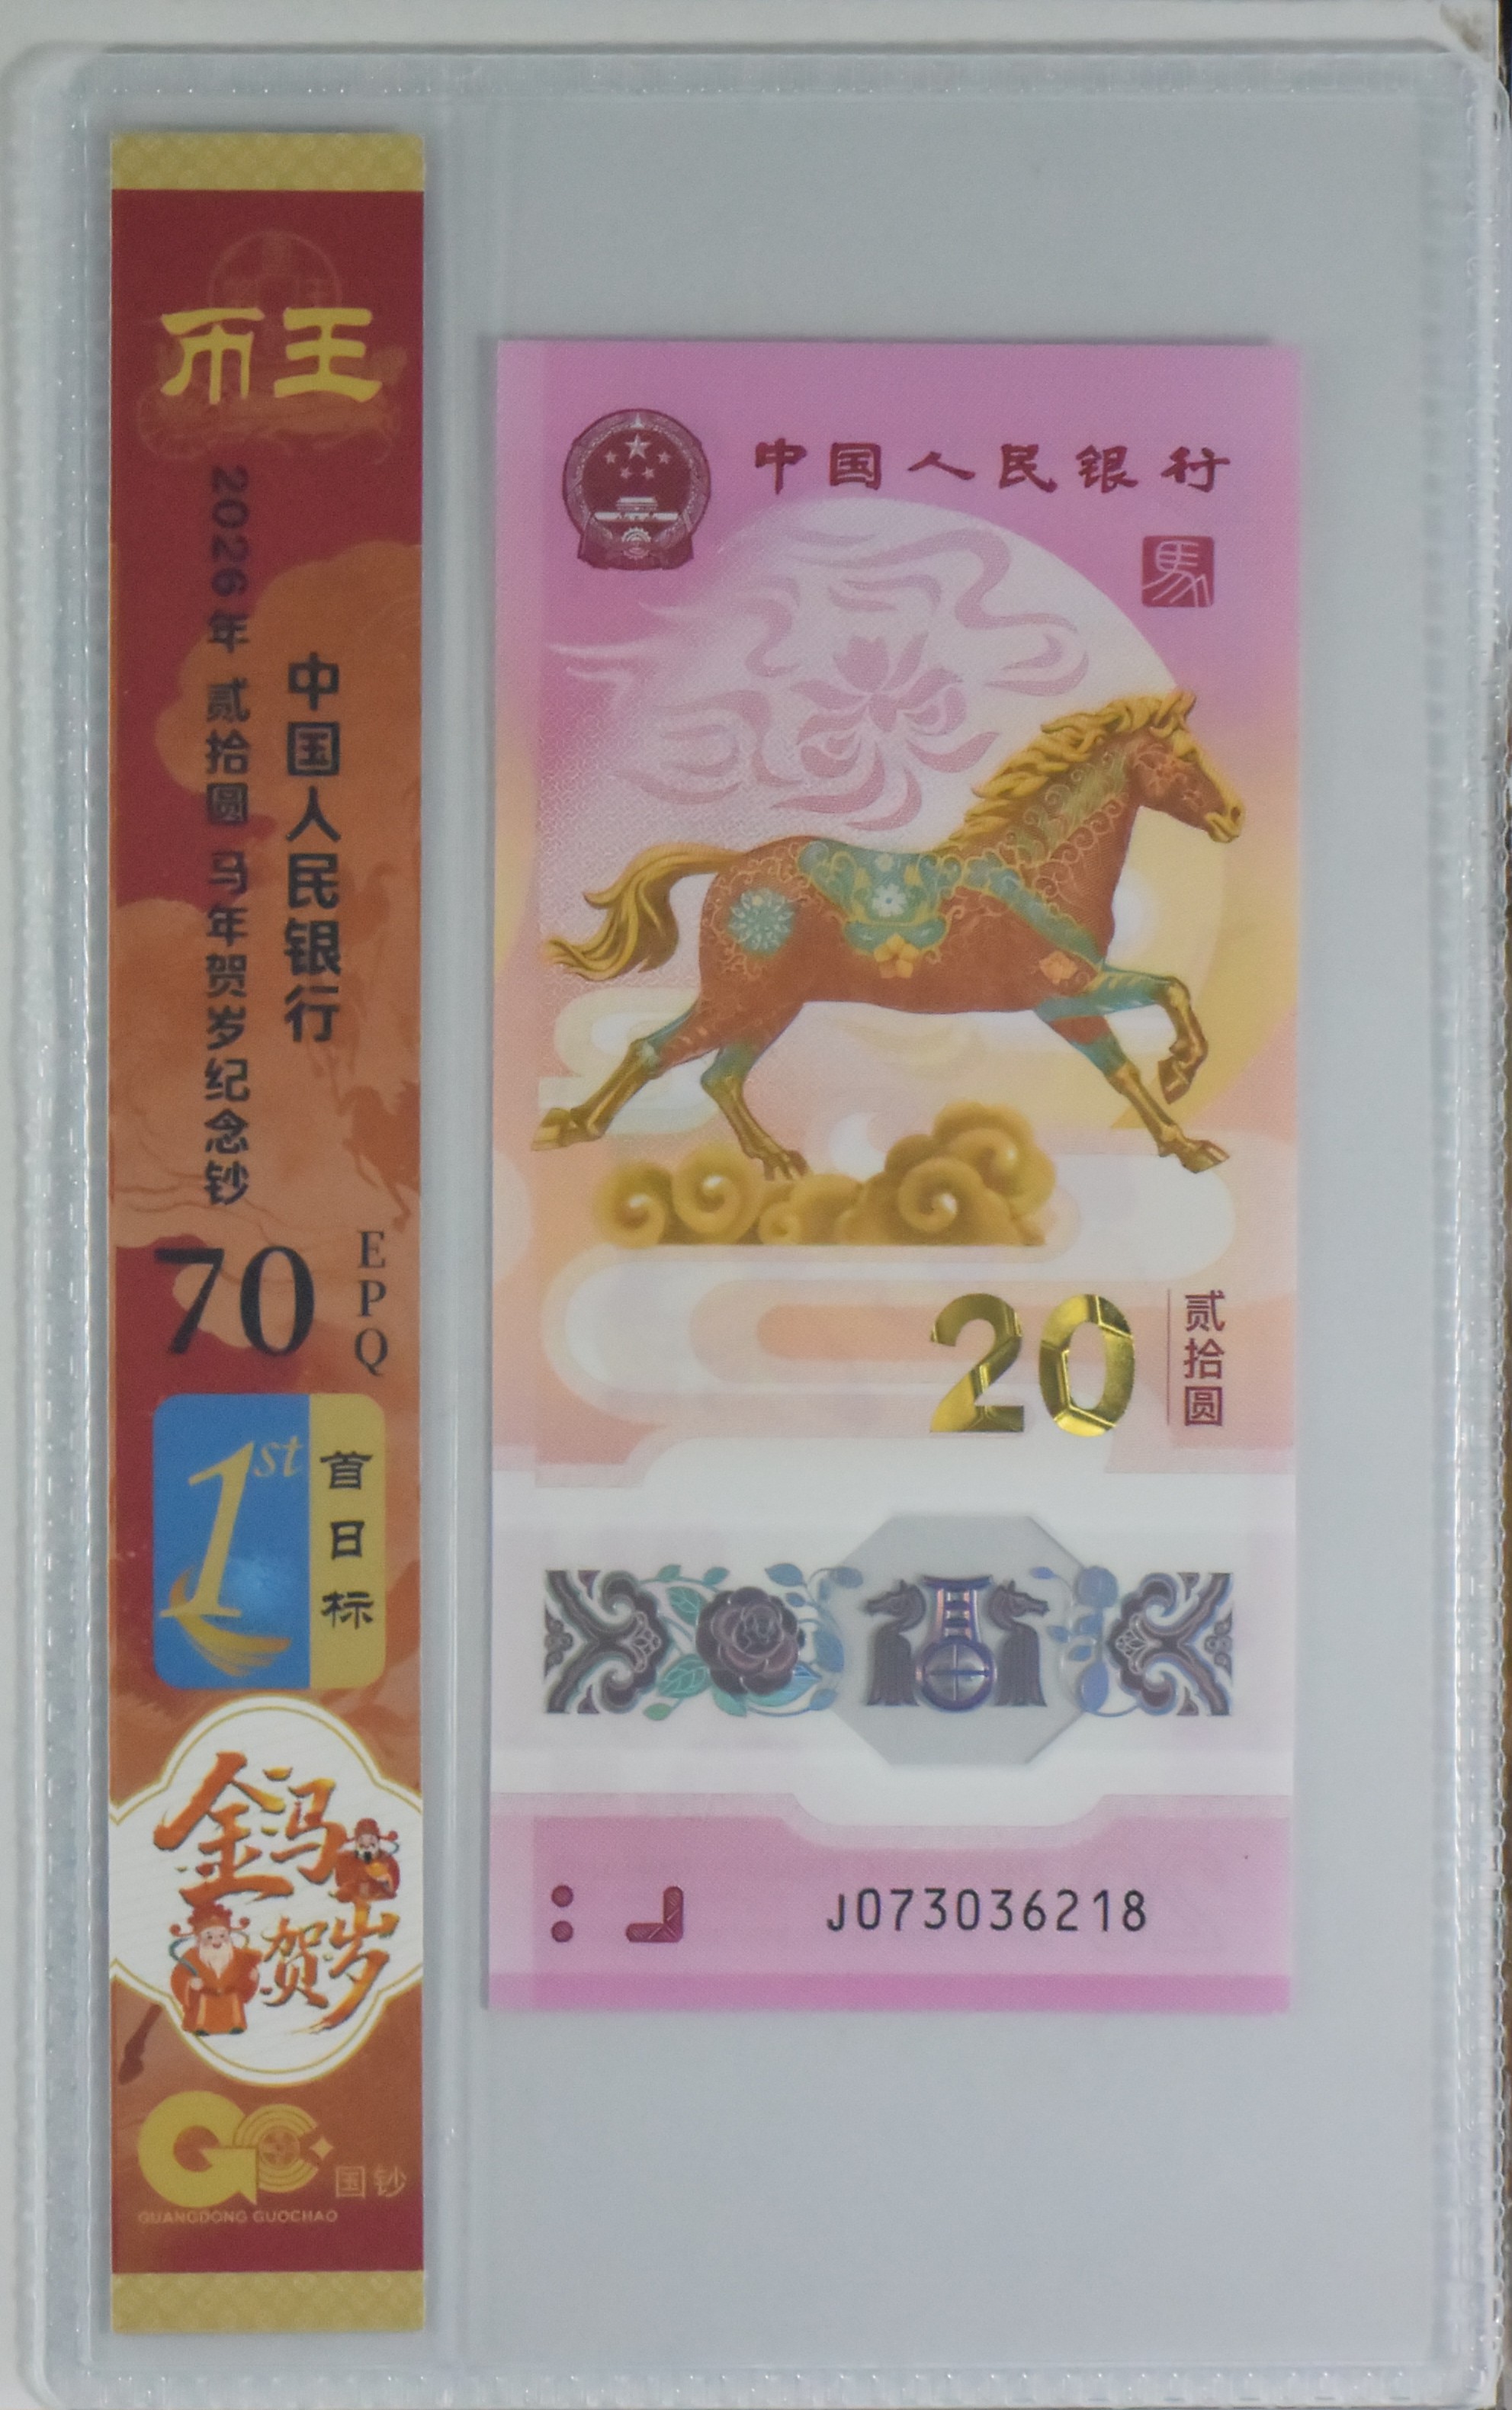 币王
中国人民银行
2026年 贰拾圆 马年贺岁纪念钞
70
EPQ
1st
首日标
金马
贺岁
GC
国钞
GUANGDONG GUOCHAO
中国人民银行
馬
20
贰拾圆
J073036218